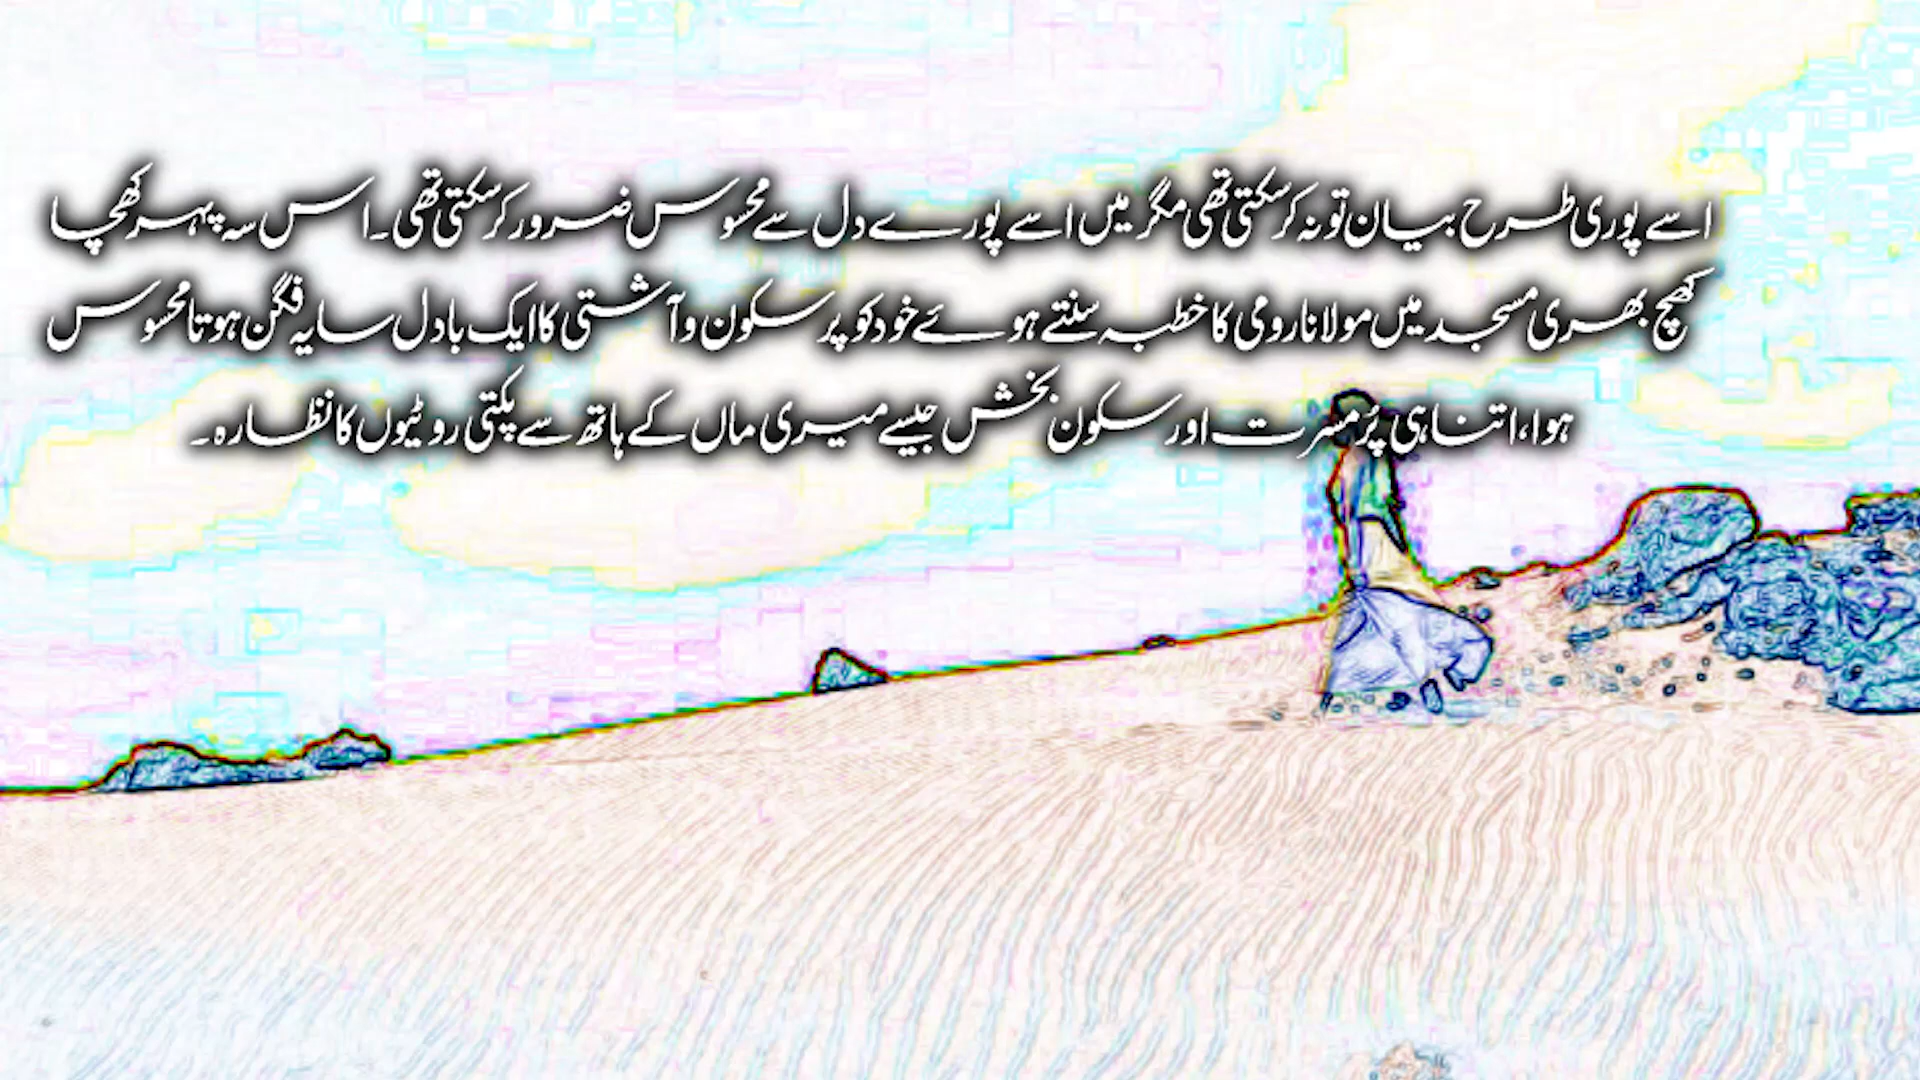 اسے پوری طرح بیان تو نہ کر سکتی تھی مگر میں اسے پورے دل سے محسوس ضرور کر سکتی تھی۔ اس سہ پہر کھچا
کھچ بھری مسجد میں مولانا رومی کا خطبہ سنتے ہوئے خود کو پر سکون و آشتی کا ایک بادل سایہ فگن ہوتا محسوس
ہوا، اتنا ہی پُر مسرت اور سکون بخش جیسے میری ماں کے ہاتھ سے پکتی روٹیوں کا نظارہ۔